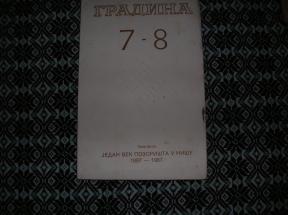 ГРАДИНА
7-8
ЈЕДАН ВЕК ПОЗОРИШТА У НИШУ
1887 — 1987